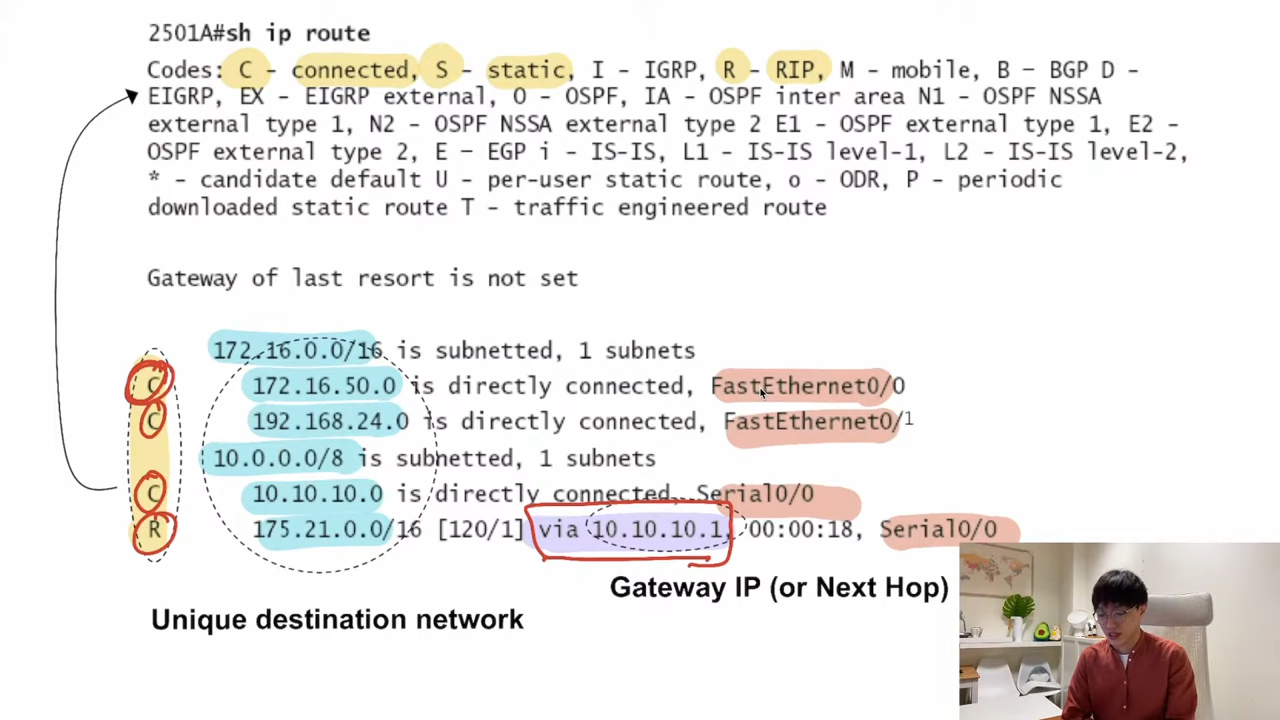 2501A#sh ip route
Codes: C - connected, S - static, I - IGRP, R - RIP, M - mobile, B – BGP D -
EIGRP, EX - EIGRP external, O - OSPF, IA - OSPF inter area N1 - OSPF NSSA
external type 1, N2 - OSPF NSSA external type 2 E1 - OSPF external type 1, E2 -
OSPF external type 2, E – EGP i - IS-IS, L1 - IS-IS level-1, L2 - IS-IS level-2,
* - candidate default U - per-user static route, o - ODR, P - periodic
downloaded static route T - traffic engineered route
Gateway of last resort is not set
172.16.0.0/16 is subnetted, 1 subnets
C 172.16.50.0 is directly connected, FastEthernet0/0
C 192.168.24.0 is directly connected, FastEthernet0/1
10.0.0.0/8 is subnetted, 1 subnets
C 10.10.10.0 is directly connected, Serial0/0
R 175.21.0.0/16 [120/1] via 10.10.10.1, 00:00:18, Serial0/0
Gateway IP (or Next Hop)
Unique destination network